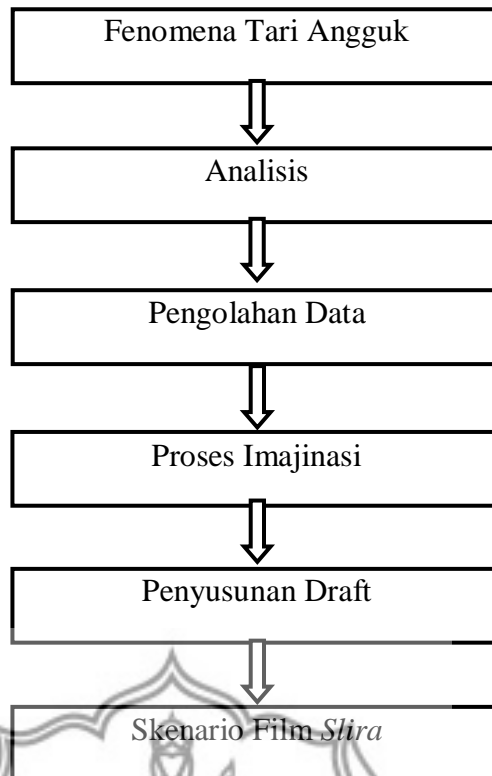 Fenomena Tari Angguk
Analisis
Pengolahan Data
Proses Imajinasi
Penyusunan Draft
Skenario Film Slira